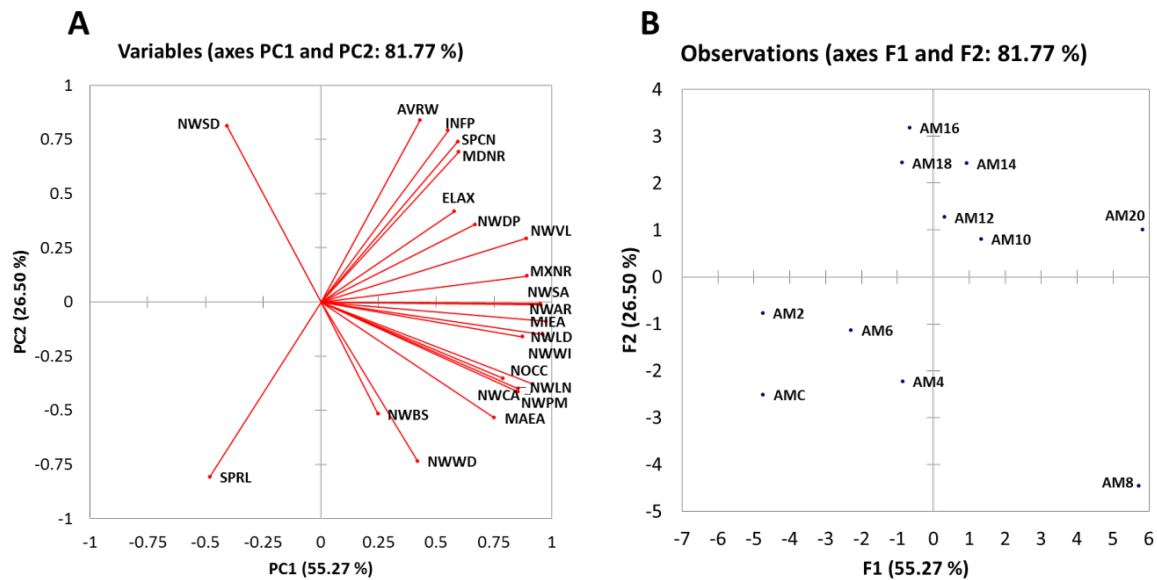 A
Variables (axes PC1 and PC2: 81.77 %)
1
0.75
0.5
0.25
0
-0.25
-0.5
-0.75
-1
PC2 (26.50 %)
NWSD
AVRW
INFP
SPCN
MDNR
ELAX
NWDP
NWVL
MXNR
NWSA
NWAR
MIEA
NWLD
NWWI
NOCC
NWLN
NWCA
NWPM
NWBS
MAEA
NWWD
SPRL
-1 -0.75 -0.5 -0.25 0 0.25 0.5 0.75 1
PC1 (55.27 %)
B
Observations (axes F1 and F2: 81.77 %)
4
3
2
1
0
-1
-2
-3
-4
-5
F2 (26.50 %)
AM16
AM18
AM14
AM12
AM20
AM10
AM2
AM6
AM4
AMC
AM8
-7 -6 -5 -4 -3 -2 -1 0 1 2 3 4 5 6
F1 (55.27 %)